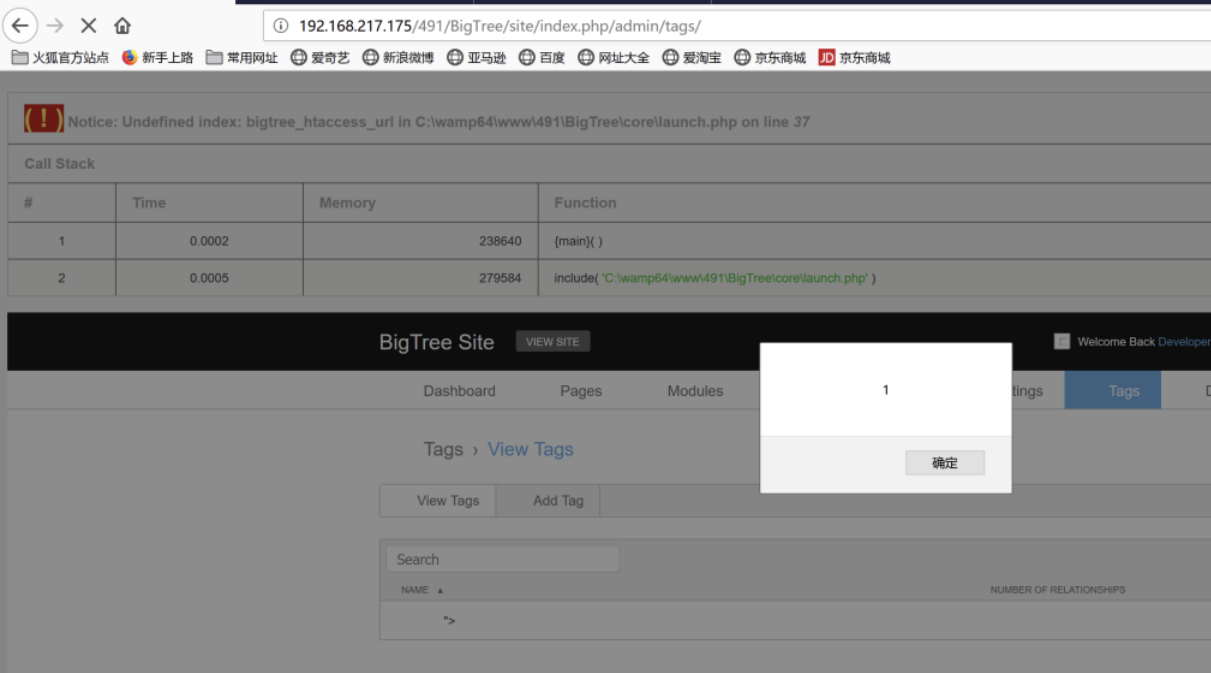 192.168.217.175/491/BigTree/site/index.php/admin/tags/
火狐官方站点 新手上路 常用网址 爱奇艺 新浪微博 亚马逊 百度 网址大全 爱淘宝 京东商城 JD 京东商城
( ! ) Notice: Undefined index: bigtree_htaccess_url in C:\wamp64\www\491\BigTree\core\launch.php on line 37
Call Stack
# Time Memory Function
1 0.0002 238640 {main}( )
2 0.0005 279584 include( 'C:\wamp64\www\491\BigTree\core\launch.php' )
BigTree Site VIEW SITE C Welcome Back Developer
Dashboard Pages Modules tings Tags D
1
确定
Tags › View Tags
View Tags Add Tag
Search
NAME ▲ NUMBER OF RELATIONSHIPS
">